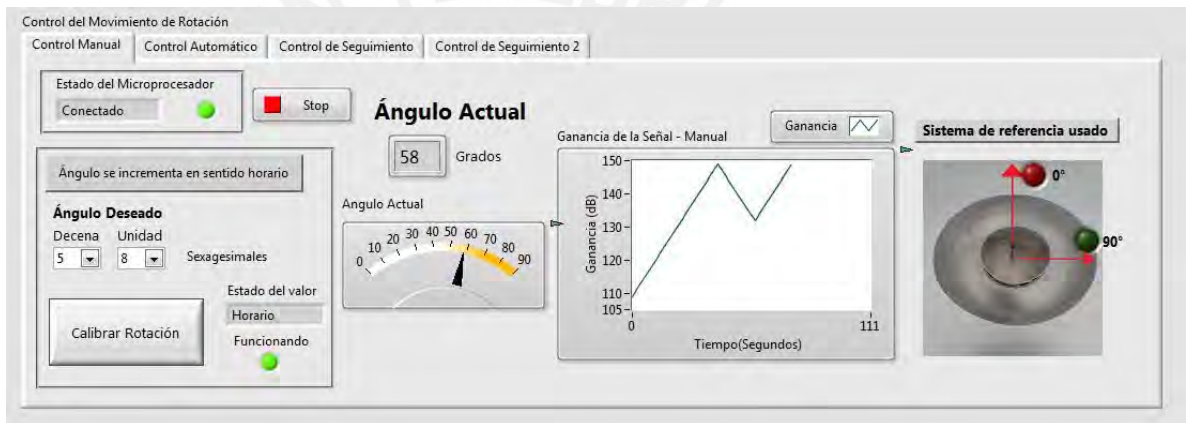 Control del Movimiento de Rotación
Control Manual
Control Automático
Control de Seguimiento
Control de Seguimiento 2
Estado del Microprocesador
Conectado
Stop
Ángulo Actual
58 Grados
Ángulo se incrementa en sentido horario
Ángulo Deseado
Decena Unidad
5 8 Sexagesimales
Estado del valor
Horario
Calibrar Rotación
Funcionando
Angulo Actual
0 10 20 30 40 50 60 70 80 90
Ganancia de la Señal - Manual
Ganancia
Ganancia (dB)
150
140
130
120
110
105
0 111
Tiempo(Segundos)
Sistema de referencia usado
0°
90°